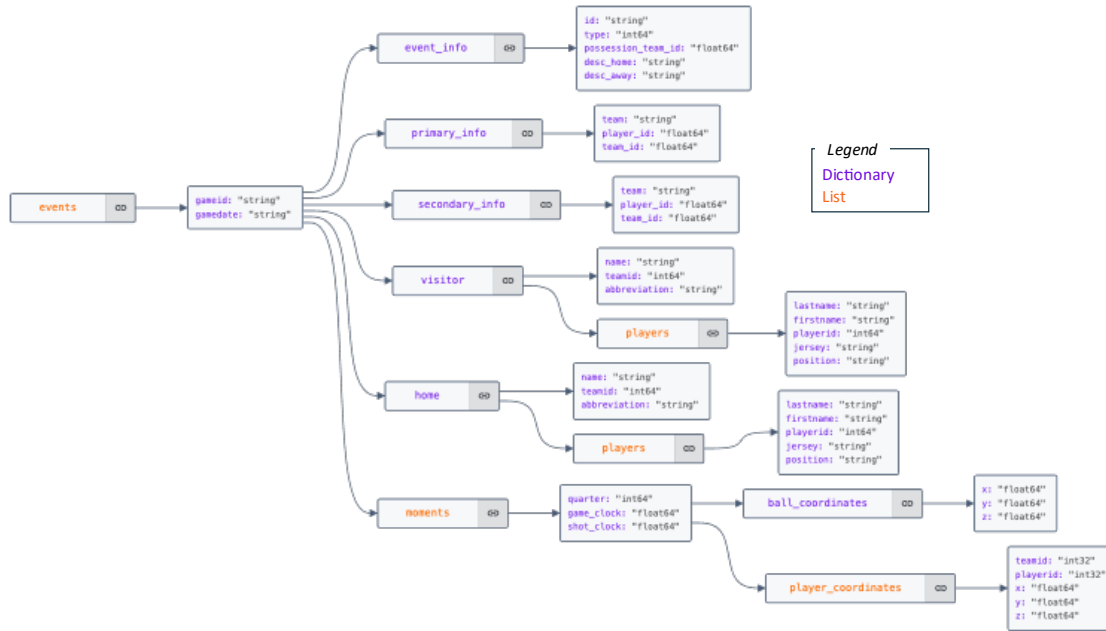 event_info
id: "string"
type: "int64"
possession_team_id: "float64"
desc_home: "string"
desc_away: "string"
primary_info
team: "string"
player_id: "float64"
team_id: "float64"
Legend
Dictionary
List
events
gameid: "string"
gamedate: "string"
secondary_info
team: "string"
player_id: "float64"
team_id: "float64"
visitor
name: "string"
teamid: "int64"
abbreviation: "string"
players
lastname: "string"
firstname: "string"
playerid: "int64"
jersey: "string"
position: "string"
home
name: "string"
teamid: "int64"
abbreviation: "string"
players
lastname: "string"
firstname: "string"
playerid: "int64"
jersey: "string"
position: "string"
moments
quarter: "int64"
game_clock: "float64"
shot_clock: "float64"
ball_coordinates
x: "float64"
y: "float64"
z: "float64"
player_coordinates
teamid: "int32"
playerid: "int32"
x: "float64"
y: "float64"
z: "float64"